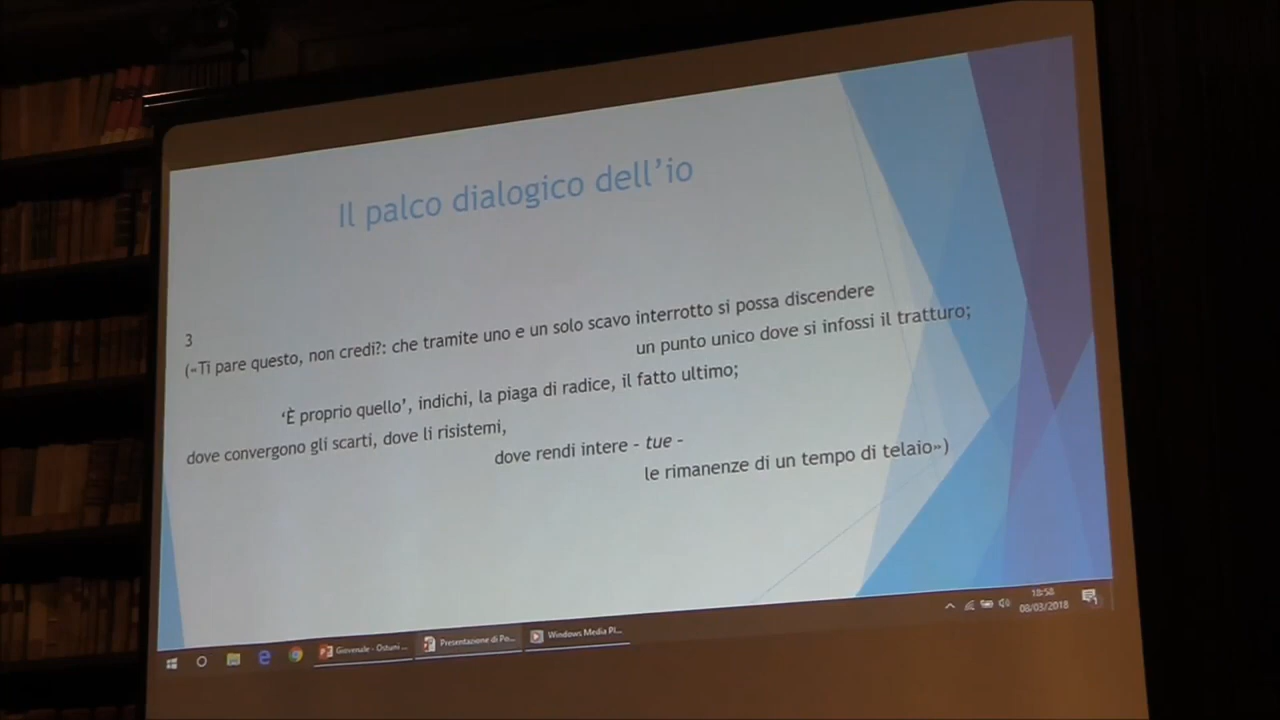 Il palco dialogico dell'io
3
(«Ti pare questo, non credi?: che tramite uno e un solo scavo interrotto si possa discendere
un punto unico dove si infossi il tratturo;
'È proprio quello', indichi, la piaga di radice, il fatto ultimo;
dove convergono gli scarti, dove li risistemi,
dove rendi intere - tue -
le rimanenze di un tempo di telaio»)
Giovenale - Ostuni ...
Presentazione di Po...
Windows Media Pl...
18:58
08/03/2018